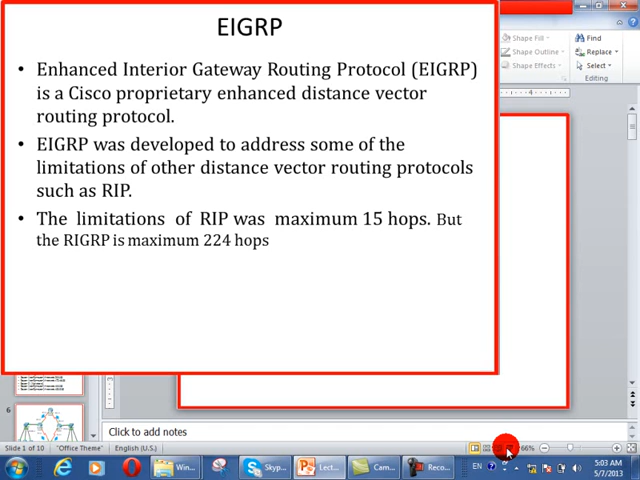 EIGRP
• Enhanced Interior Gateway Routing Protocol (EIGRP)
is a Cisco proprietary enhanced distance vector
routing protocol.
• EIGRP was developed to address some of the
limitations of other distance vector routing protocols
such as RIP.
• The limitations of RIP was maximum 15 hops. But
the RIGRP is maximum 224 hops
Shape Fill
Shape Outline
Shape Effects
Find
Replace
Select
Editing
6
Click to add notes
Slide 1 of 10
"Office Theme"
English (U.S.)
66%
Win...
Skyp...
Lect...
Cam...
Reco...
EN
5:03 AM
5/7/2013